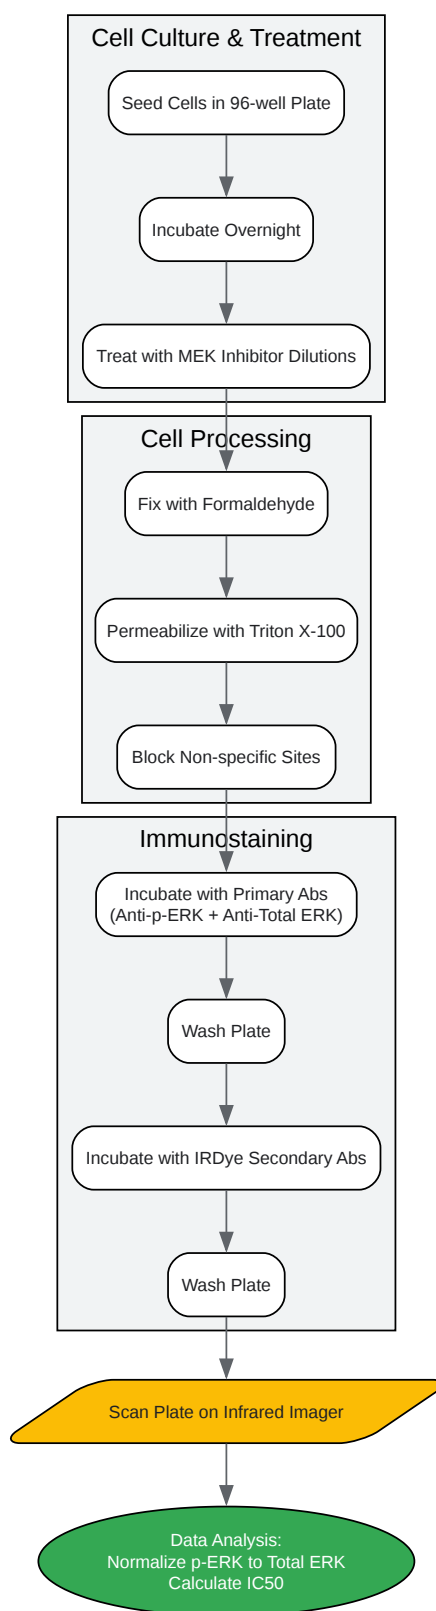 Cell Culture & Treatment
Seed Cells in 96-well Plate
Incubate Overnight
Treat with MEK Inhibitor Dilutions
Cell Processing
Fix with Formaldehyde
Permeabilize with Triton X-100
Block Non-specific Sites
Immunostaining
Incubate with Primary Abs
(Anti-p-ERK + Anti-Total ERK)
Wash Plate
Incubate with IRDye Secondary Abs
Wash Plate
Scan Plate on Infrared Imager
Data Analysis:
Normalize p-ERK to Total ERK
Calculate IC50